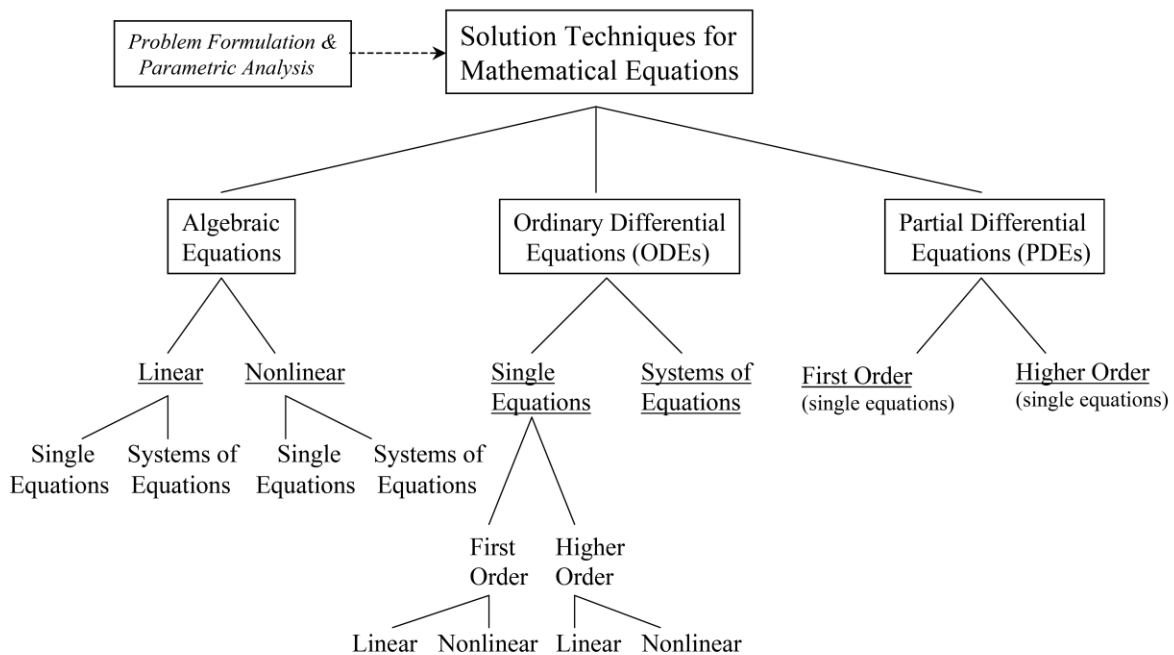 Problem Formulation &
Parametric Analysis
Solution Techniques for
Mathematical Equations
Algebraic
Equations
Ordinary Differential
Equations (ODEs)
Partial Differential
Equations (PDEs)
Linear
Nonlinear
Single
Equations
Systems of
Equations
First Order
(single equations)
Higher Order
(single equations)
Single
Equations
Systems of
Equations
Single
Equations
Systems of
Equations
First
Order
Higher
Order
Linear
Nonlinear
Linear
Nonlinear